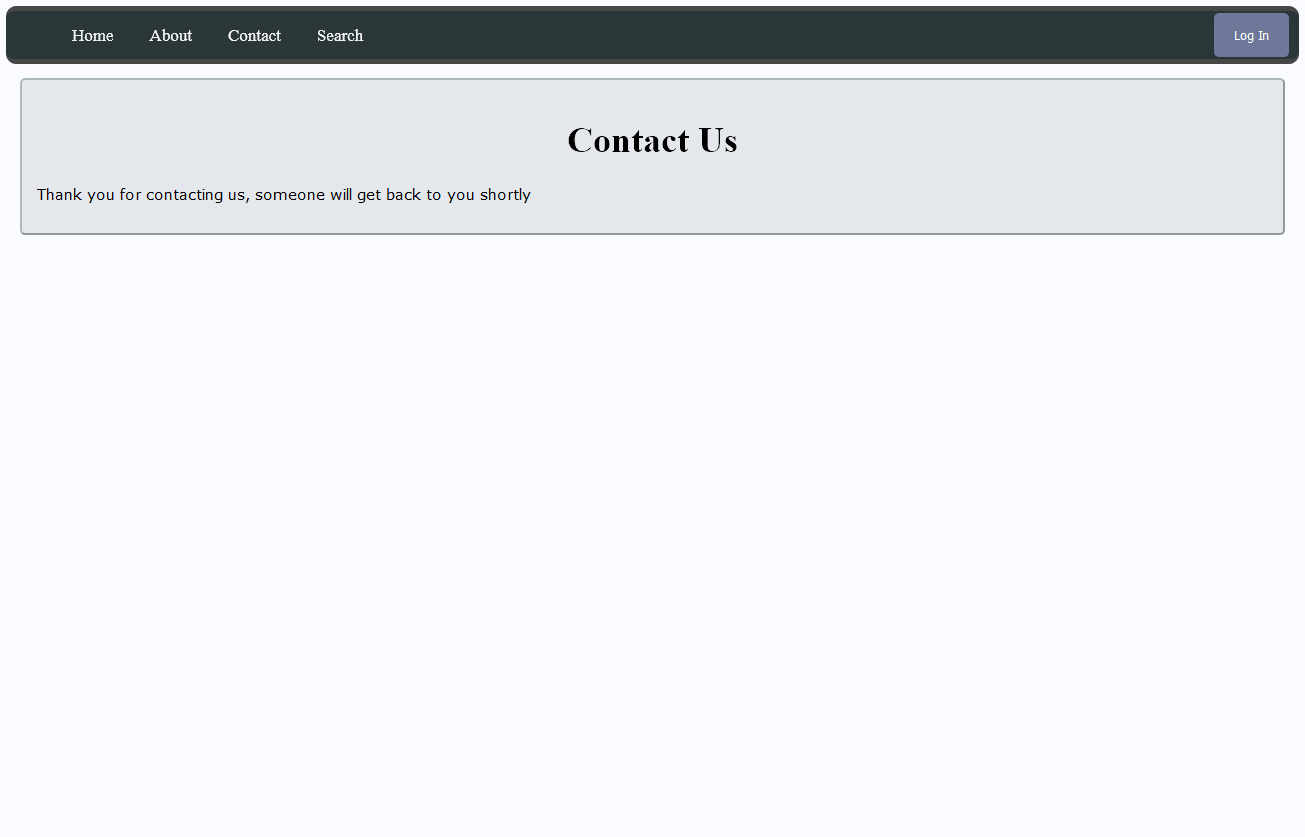 Home About Contact Search Log In
Contact Us
Thank you for contacting us, someone will get back to you shortly